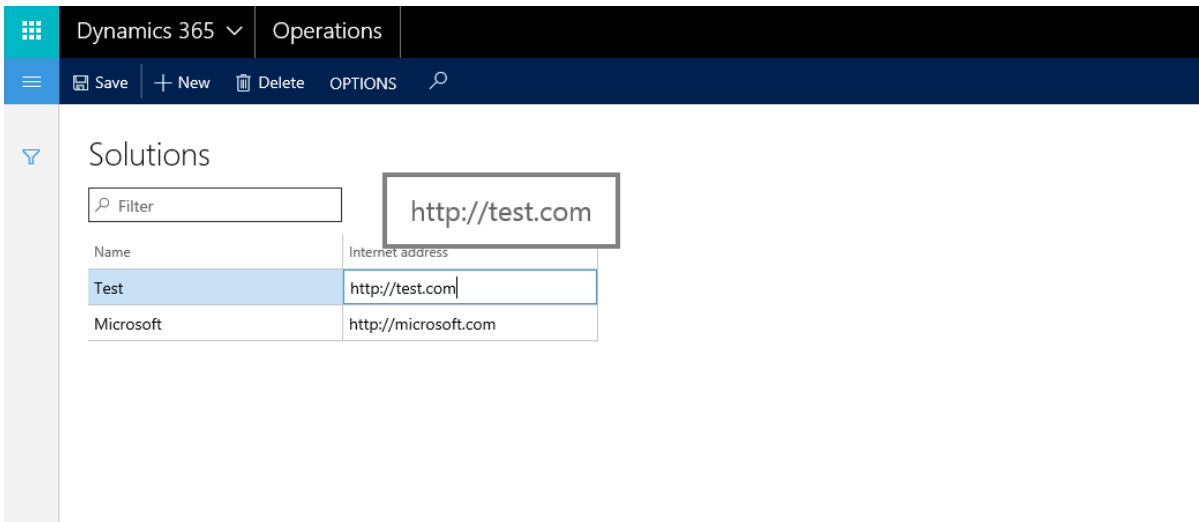 Dynamics 365 Operations
Save New Delete OPTIONS
Solutions
Filter
http://test.com
Name Internet address
Test http://test.com
Microsoft http://microsoft.com